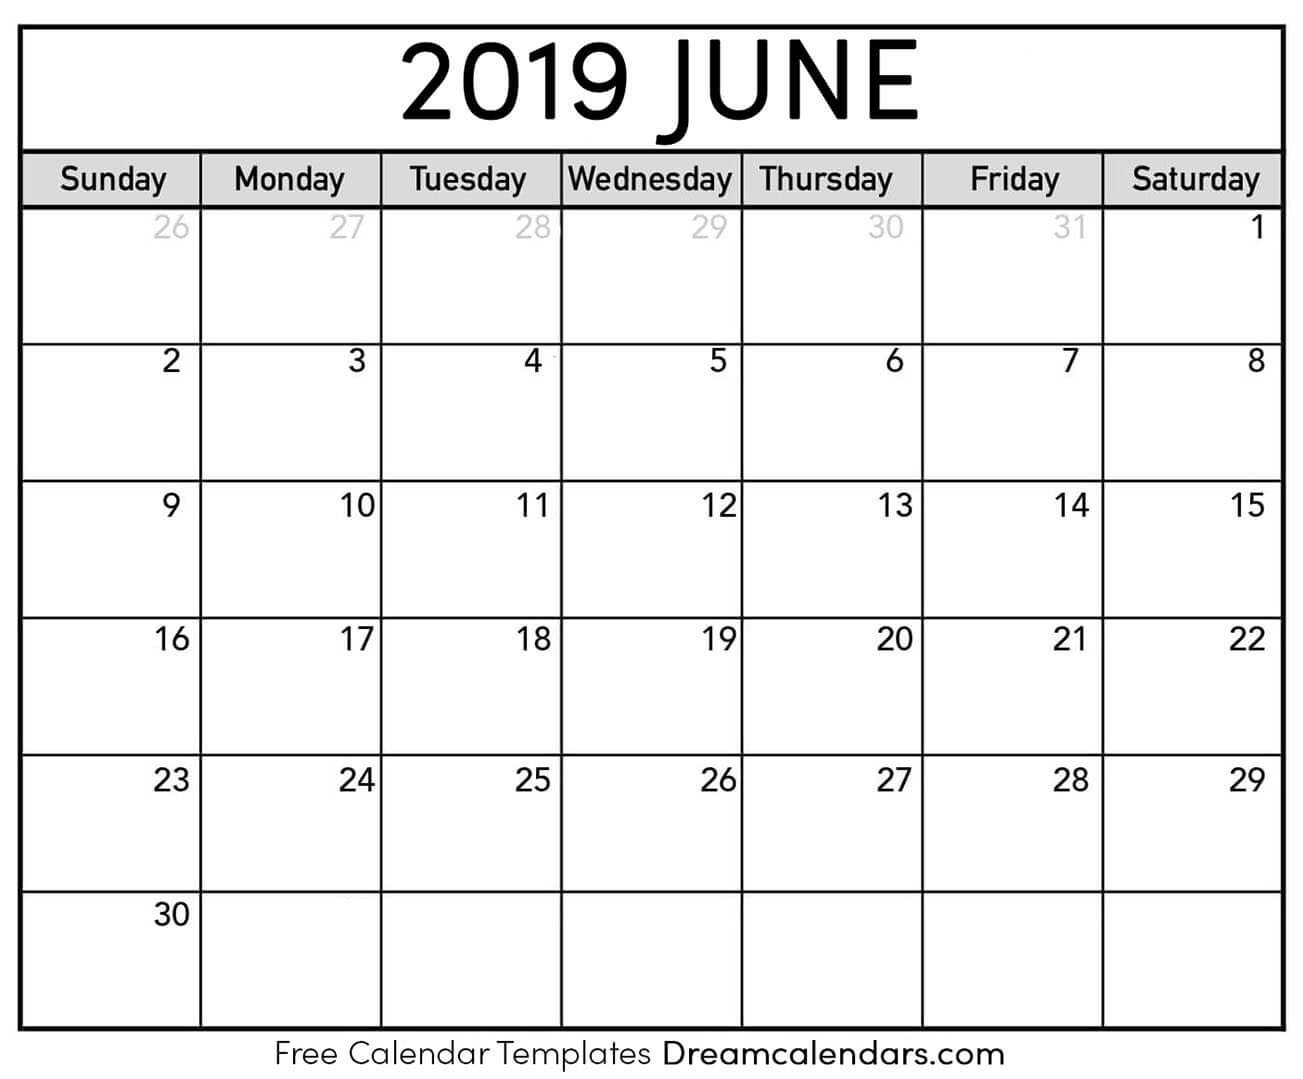 2019 JUNE
Sunday Monday Tuesday Wednesday Thursday Friday Saturday
26 27 28 29 30 31 1
2 3 4 5 6 7 8
9 10 11 12 13 14 15
16 17 18 19 20 21 22
23 24 25 26 27 28 29
30
Free Calendar Templates Dreamcalendars.com